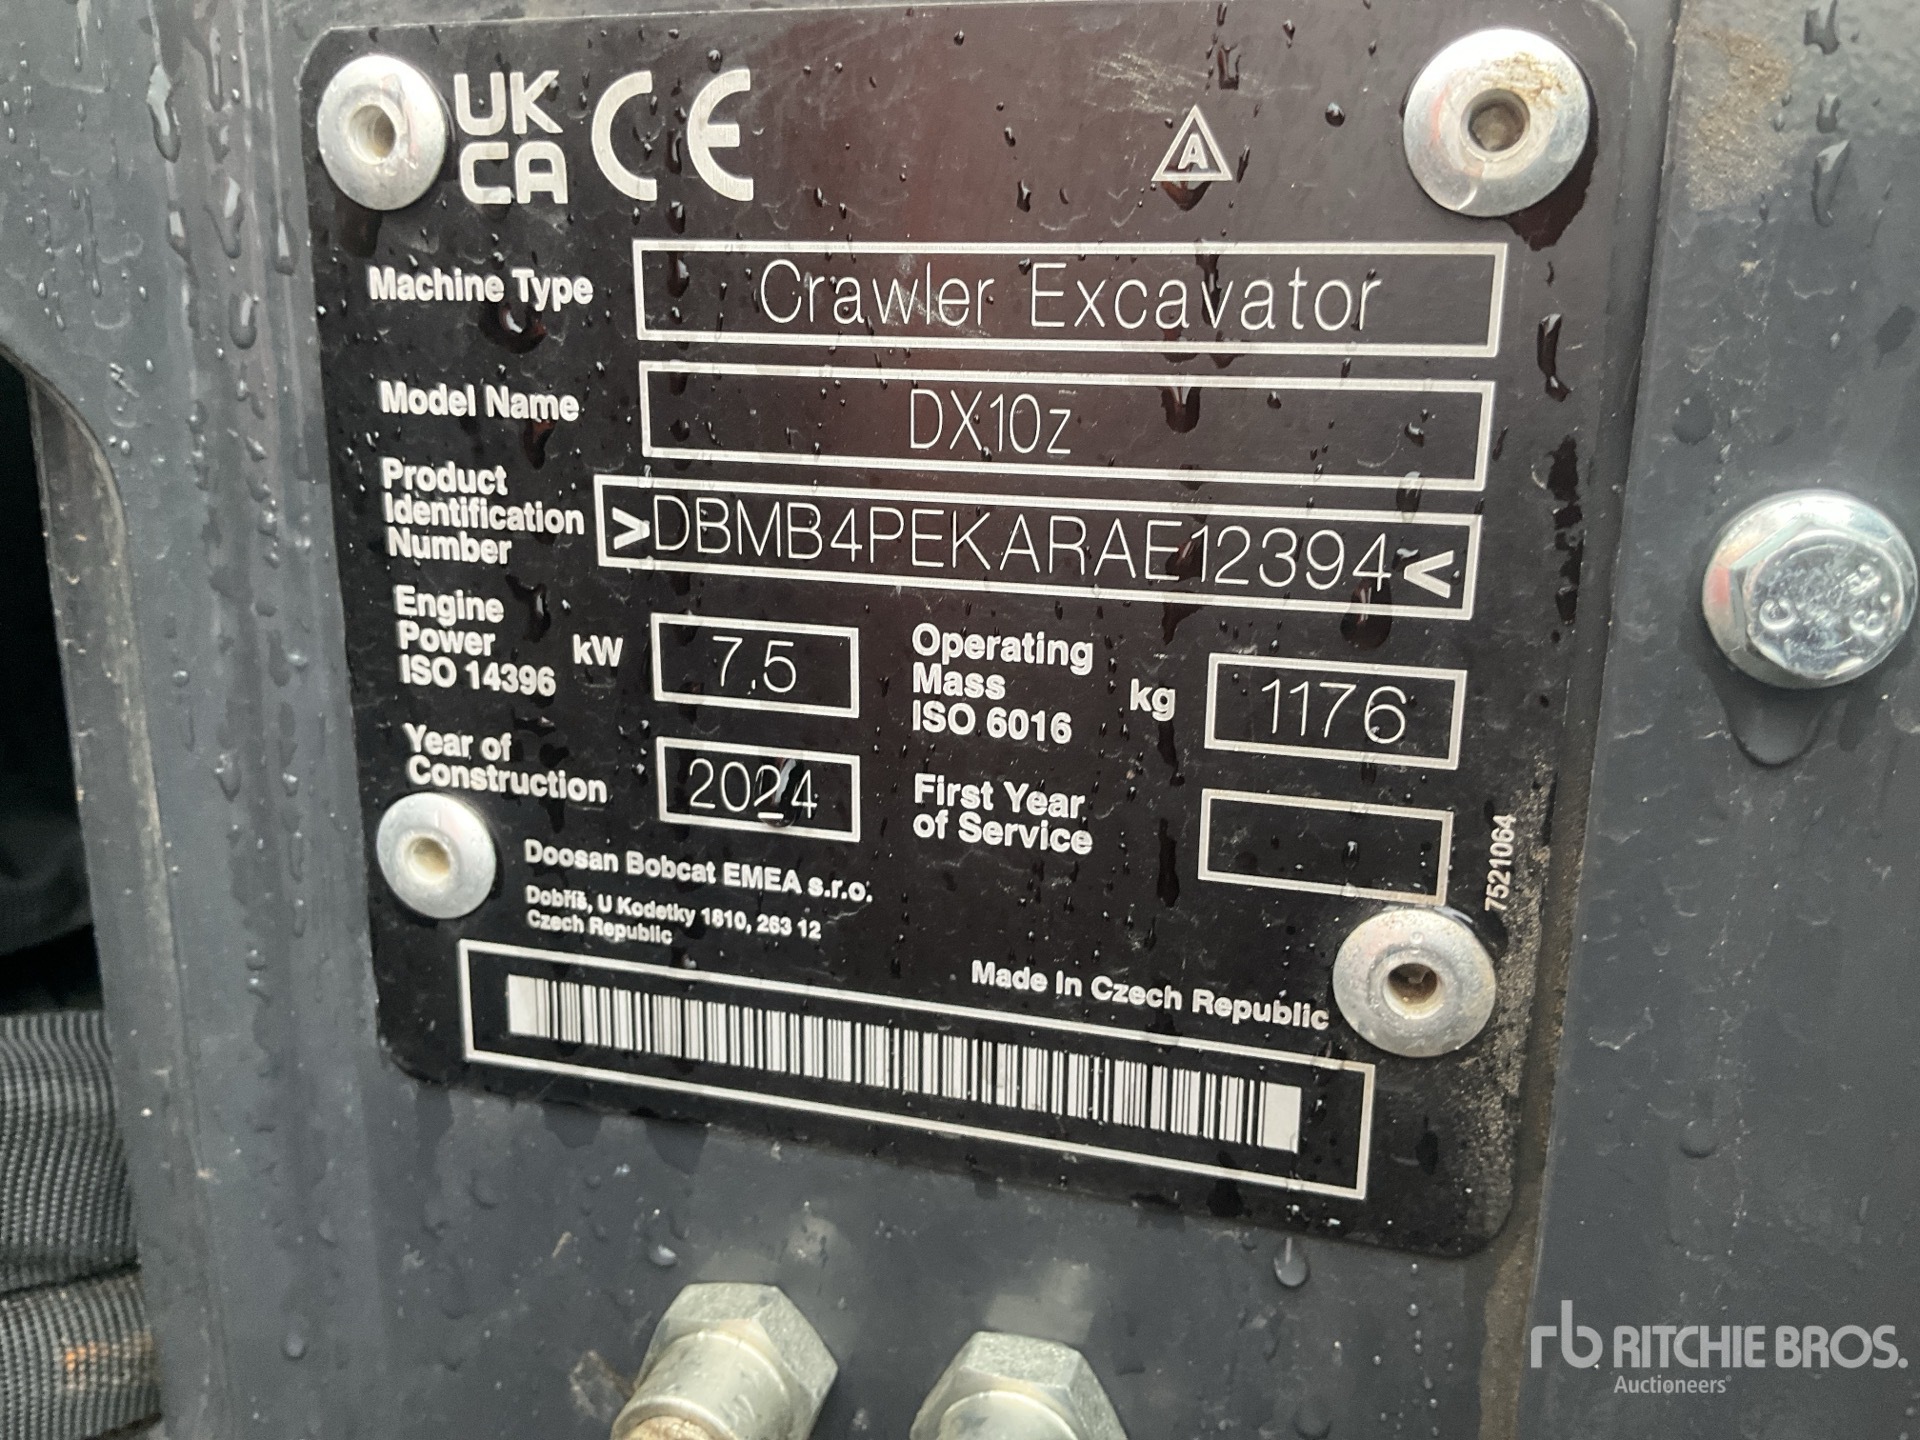 UK
CA CE
A
Machine Type Crawler Excavator
Model Name DX10z
Product
Identification
Number >DBMB4PEKARAE12394<
Engine
Power
ISO 14396 kW 7,5
Operating
Mass
ISO 6016 kg 1176
Year of
Construction 2024
First Year
of Service
7521064
Doosan Bobcat EMEA s.r.o.
Dobříš, U Kodetky 1810, 263 12
Czech Republic
Made In Czech Republic
rb RITCHIE BROS.
Auctioneers